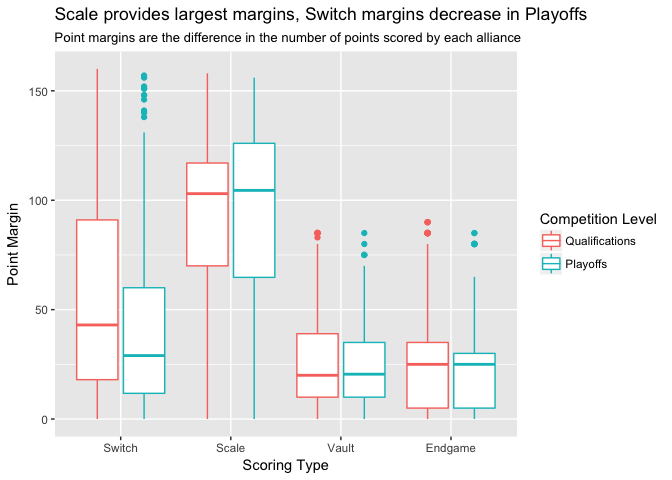 Scale provides largest margins, Switch margins decrease in Playoffs
Point margins are the difference in the number of points scored by each alliance
150
100
50
0
Point Margin
Switch
Scale
Vault
Endgame
Scoring Type
Competition Level
Qualifications
Playoffs